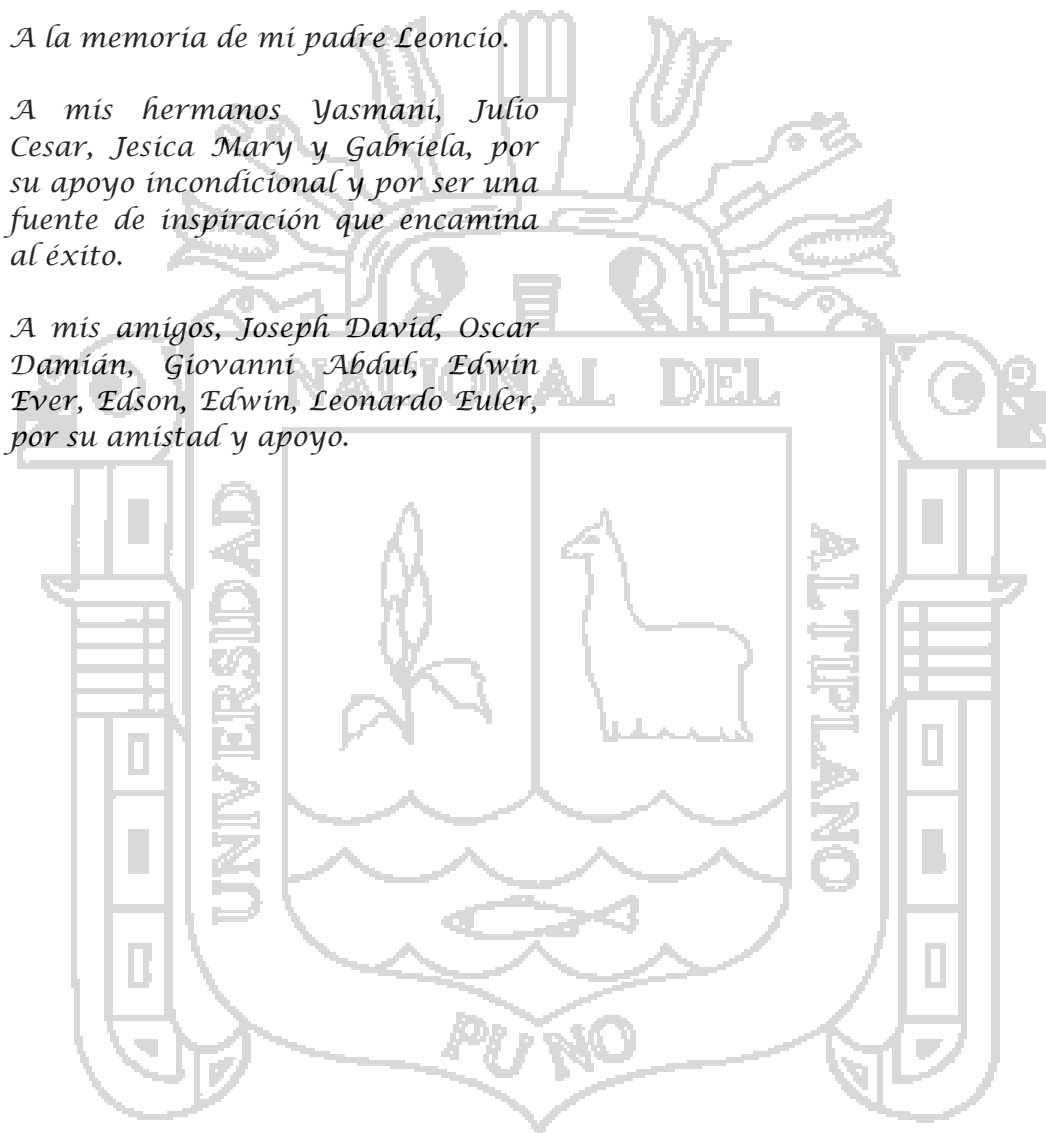 A la memoria de mi padre Leoncio.
A mis hermanos Yasmani, Julio
Cesar, Jesica Mary y Gabriela, por
su apoyo incondicional y por ser una
fuente de inspiración que encamina
al éxito.
A mis amigos, Joseph David, Oscar
Damián, Giovanni Abdul, Edwin
Ever, Edson, Edwin, Leonardo Euler,
por su amistad y apoyo.
NACIONAL DEL
UNIVERSIDAD
ALTIPLANO
PUNO